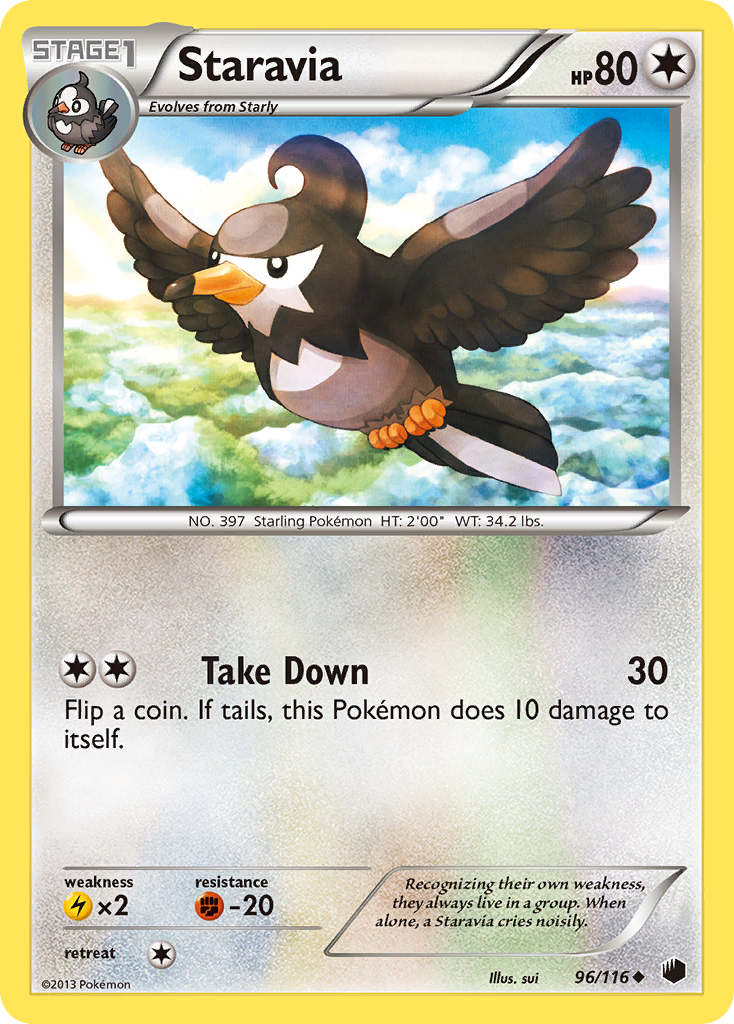 STAGE1
Staravia
HP80
Evolves from Starly
NO. 397 Starling Pokémon HT: 2'00" WT: 34.2 lbs.
Take Down 30
Flip a coin. If tails, this Pokémon does 10 damage to
itself.
weakness resistance
×2 -20
retreat
Recognizing their own weakness,
they always live in a group. When
alone, a Staravia cries noisily.
Illus. sui 96/116
©2013 Pokémon